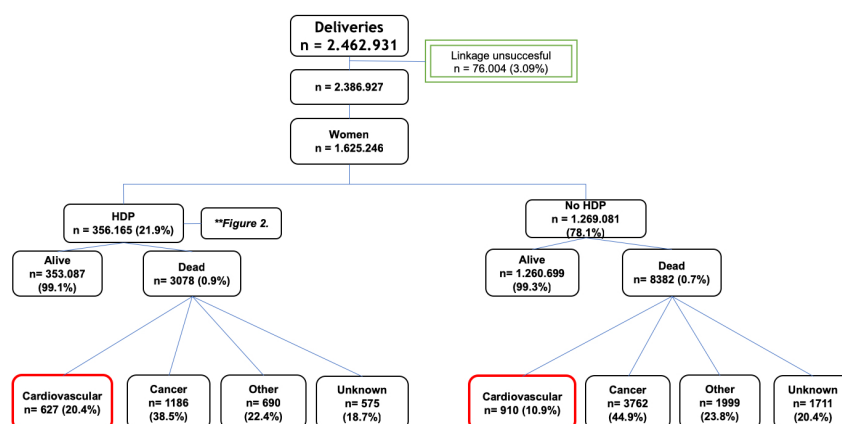 Deliveries
n = 2.462.931
Linkage unsuccesful
n = 76.004 (3.09%)
n = 2.386.927
Women
n = 1.625.246
HDP
n = 356.165 (21.9%)
**Figure 2.
No HDP
n = 1.269.081
(78.1%)
Alive
n= 353.087
(99.1%)
Dead
n= 3078 (0.9%)
Alive
n= 1.260.699
(99.3%)
Dead
n= 8382 (0.7%)
Cardiovascular
n= 627 (20.4%)
Cancer
n= 1186
(38.5%)
Other
n= 690
(22.4%)
Unknown
n= 575
(18.7%)
Cardiovascular
n= 910 (10.9%)
Cancer
n= 3762
(44.9%)
Other
n= 1999
(23.8%)
Unknown
n= 1711
(20.4%)